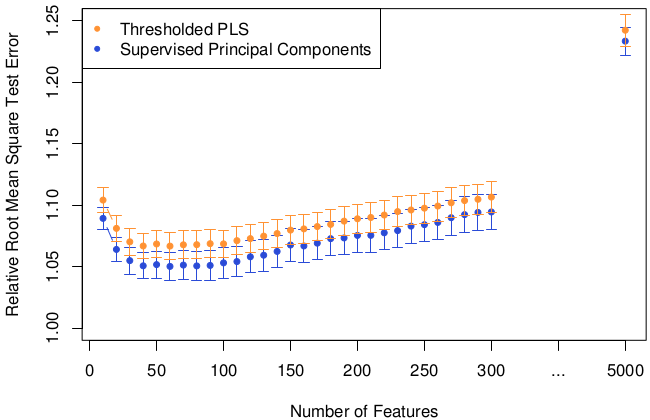 Thresholded PLS
Supervised Principal Components
Relative Root Mean Square Test Error
1.25
1.20
1.15
1.10
1.05
1.00
0 50 100 150 200 250 300 ... 5000
Number of Features